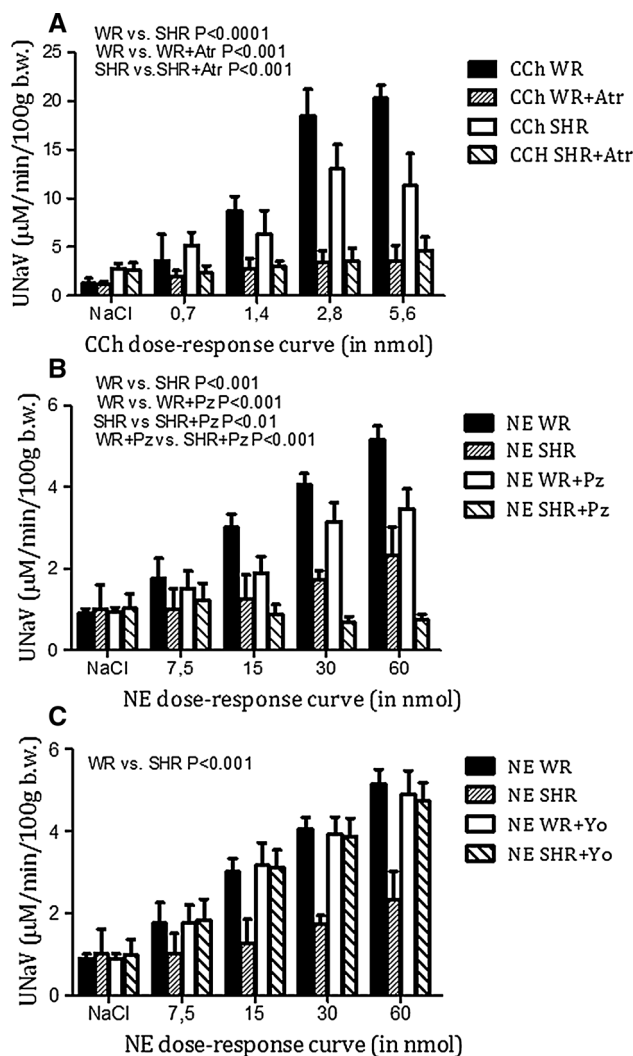 A
WR vs. SHR P<0.0001
WR vs. WR+Atr P<0.001
SHR vs.SHR+Atr P<0.001
CCh WR
CCh WR+Atr
CCh SHR
CCH SHR+Atr
UNaV (μM/min/100g b.w.)
25
20
15
10
5
0
NaCl 0,7 1,4 2,8 5,6
CCh dose-response curve (in nmol)
B
WR vs. SHR P<0.001
WR vs. WR+Pz P<0.001
SHR vs SHR+Pz P<0.01
WR+Pz vs. SHR+Pz P<0.001
NE WR
NE SHR
NE WR+Pz
NE SHR+Pz
UNaV (μM/min/100g b.w.)
6
4
2
0
NaCl 7,5 15 30 60
NE dose-response curve (in nmol)
C
WR vs. SHR P<0.001
NE WR
NE SHR
NE WR+Yo
NE SHR+Yo
UNaV (μM/min/100g b.w.)
6
4
2
0
NaCl 7,5 15 30 60
NE dose-response curve (in nmol)